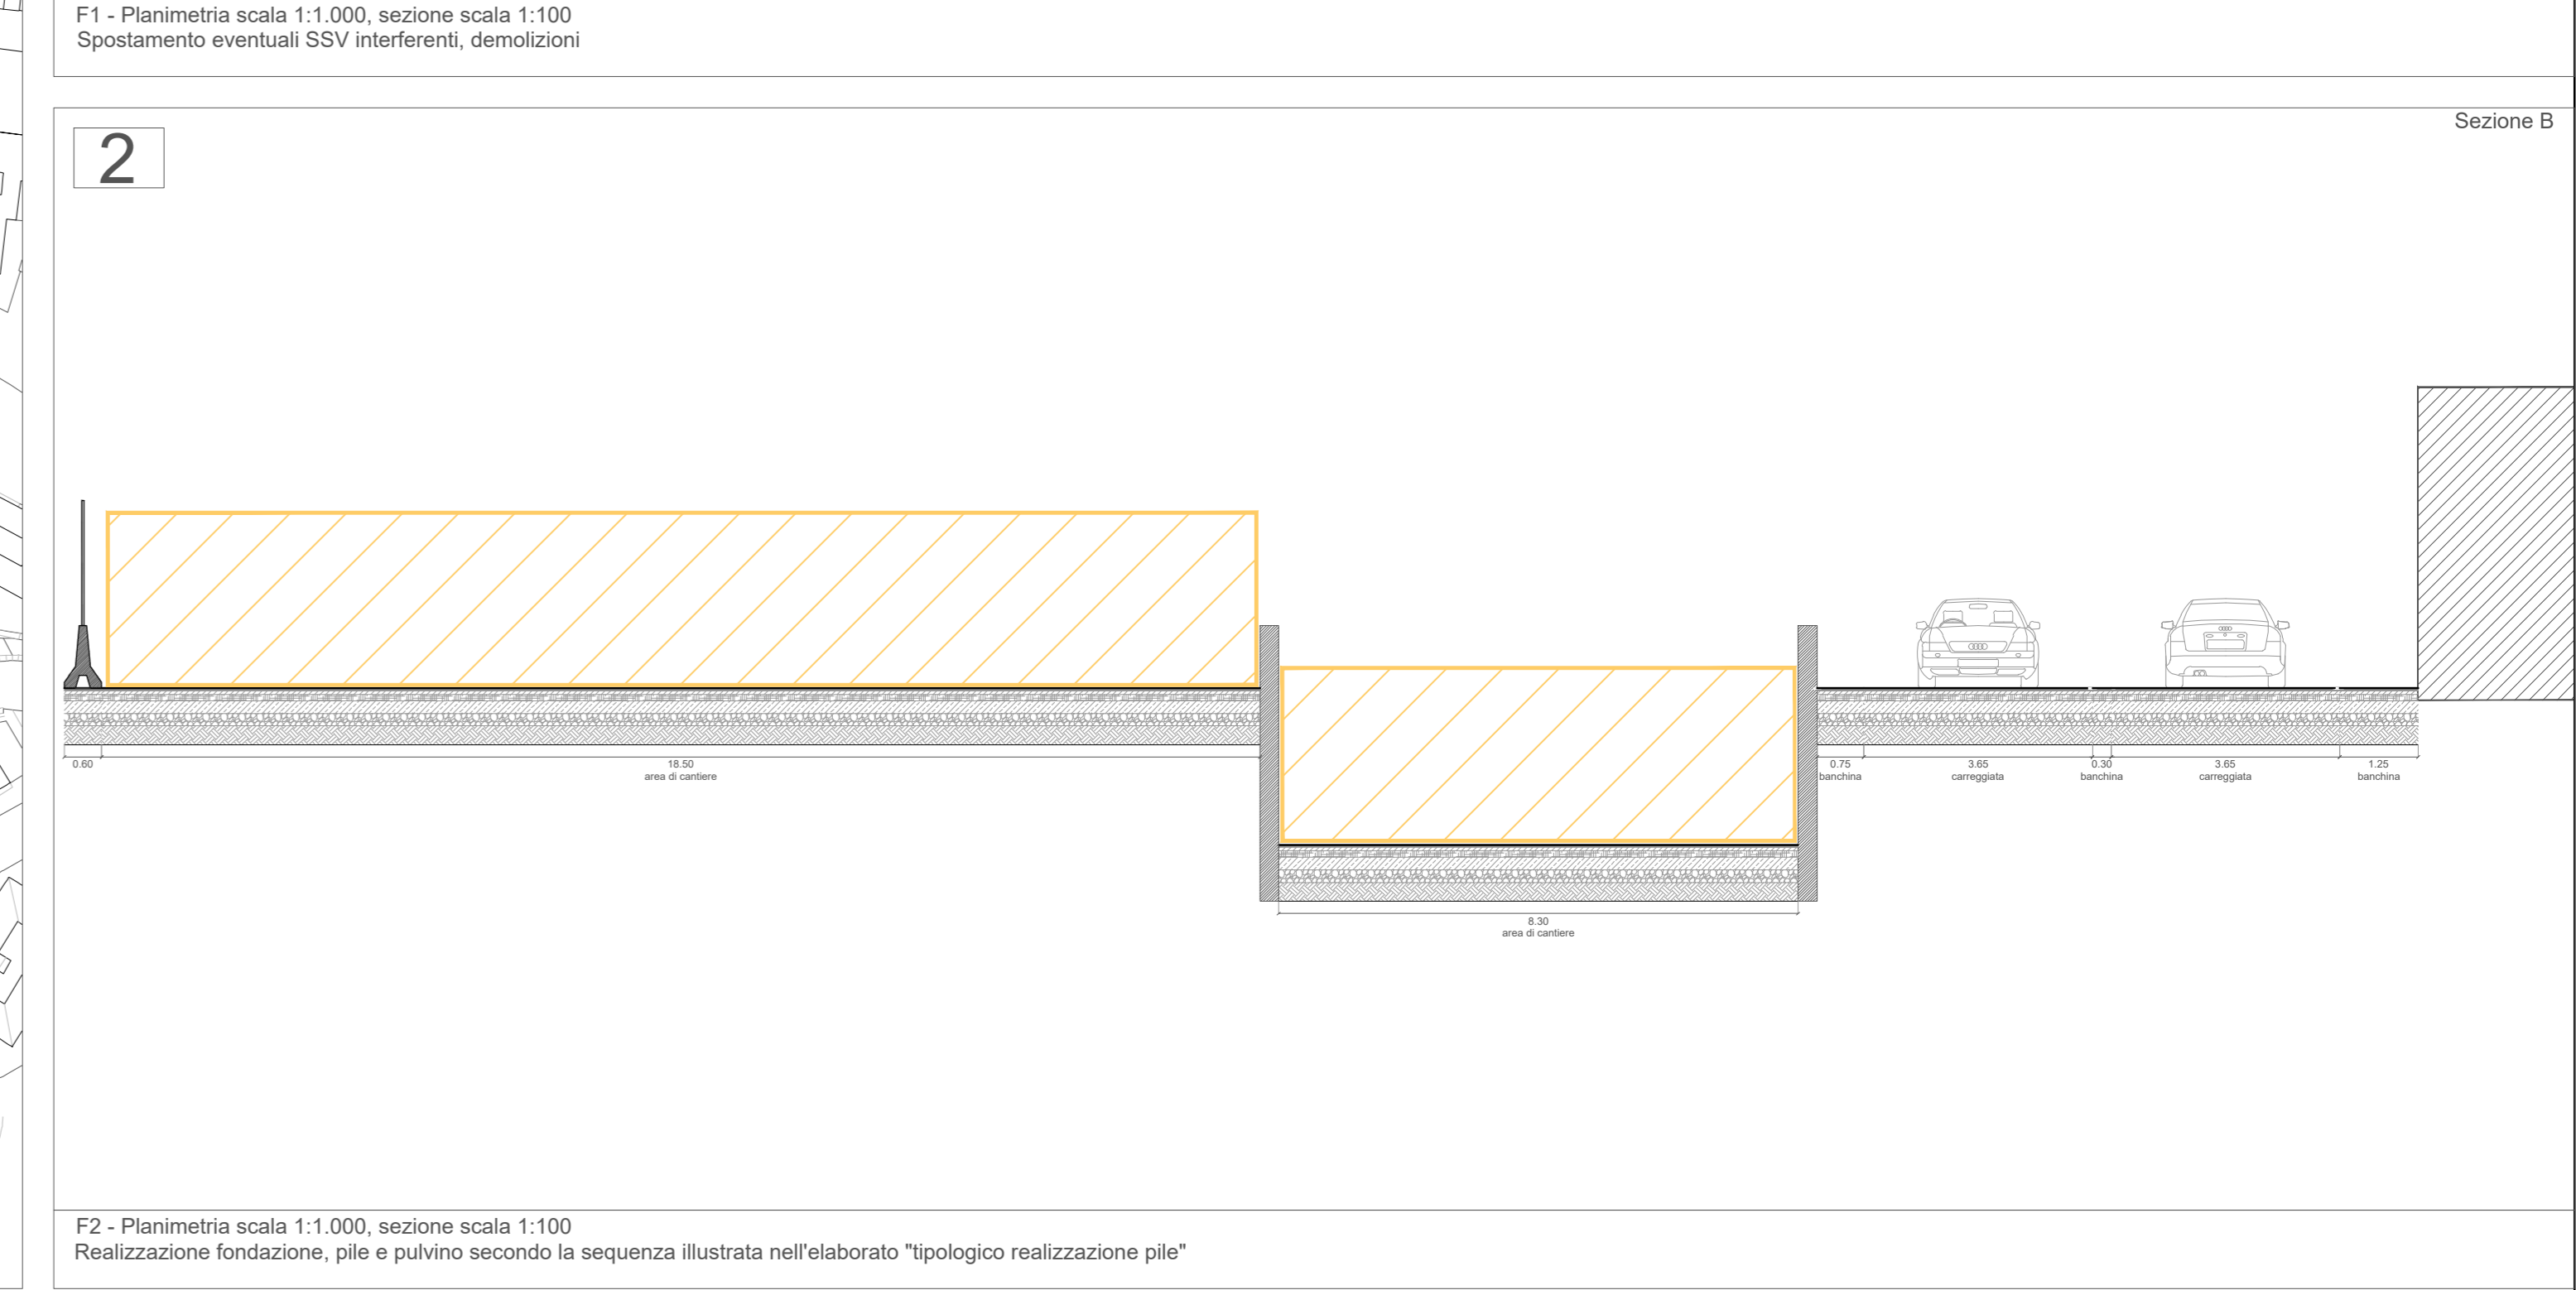 F1 - Planimetria scala 1:1.000, sezione scala 1:100
Spostamento eventuali SSV interferenti, demolizioni
Sezione B
2
0.60
18.50
area di cantiere
0.75
banchina
3.65
carreggiata
0.30
banchina
3.65
carreggiata
1.25
banchina
8.30
area di cantiere
F2 - Planimetria scala 1:1.000, sezione scala 1:100
Realizzazione fondazione, pile e pulvino secondo la sequenza illustrata nell'elaborato "tipologico realizzazione pile"